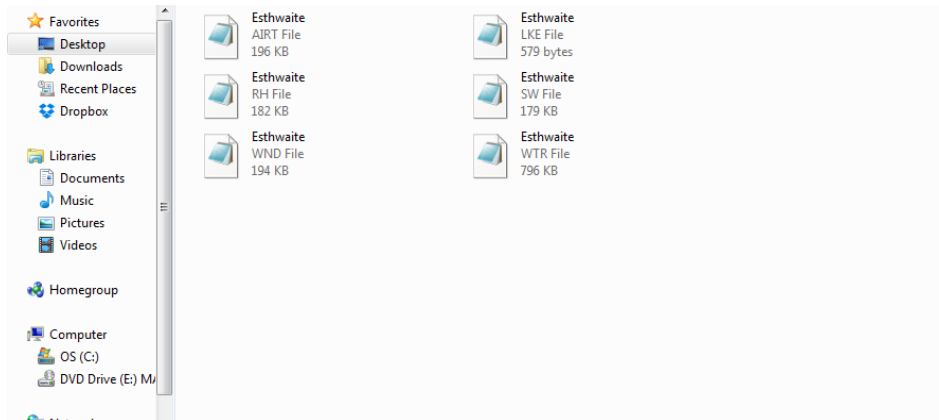 Favorites
Desktop
Downloads
Recent Places
Dropbox
Libraries
Documents
Music
Pictures
Videos
Homegroup
Computer
OS (C:)
DVD Drive (E:)
Esthwaite
AIRT File
196 KB
Esthwaite
LKE File
579 bytes
Esthwaite
RH File
182 KB
Esthwaite
SW File
179 KB
Esthwaite
WND File
194 KB
Esthwaite
WTR File
796 KB